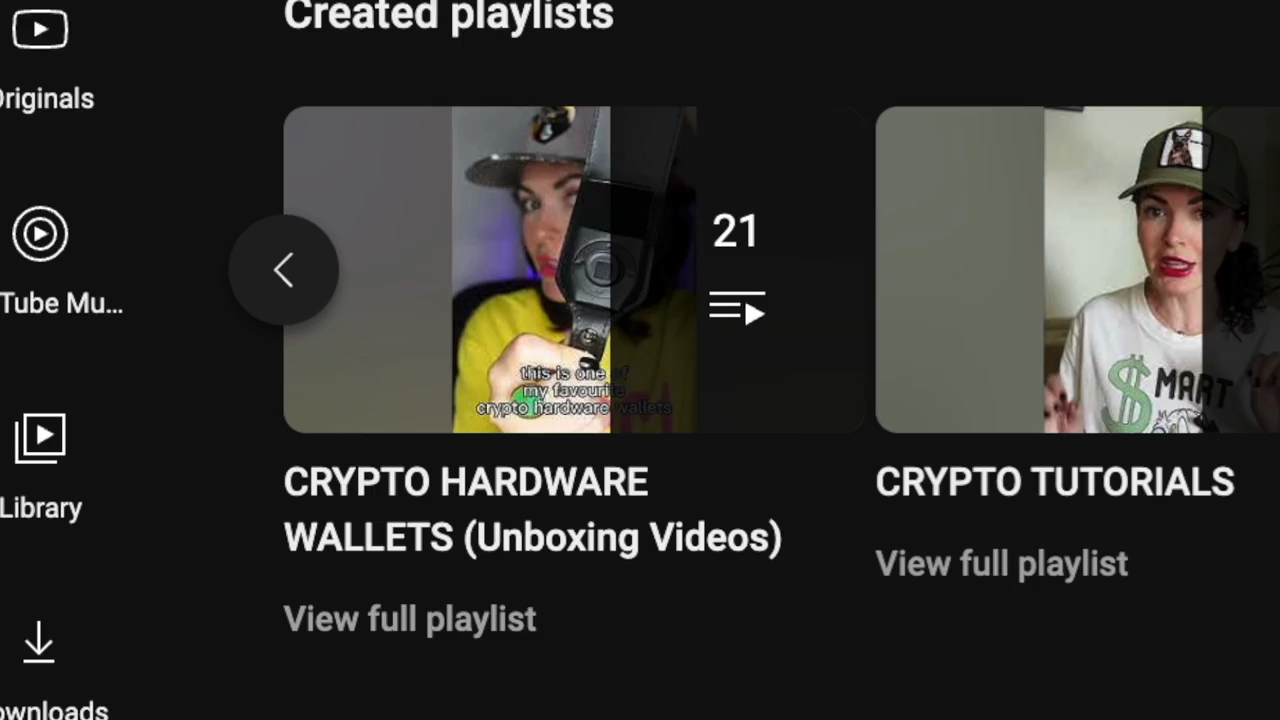 Created playlists
Originals
21
Tube Mu...
this is one of
my favourite
crypto hardware wallets
$MART
CRYPTO HARDWARE
WALLETS (Unboxing Videos)
CRYPTO TUTORIALS
Library
View full playlist
View full playlist
ownloads